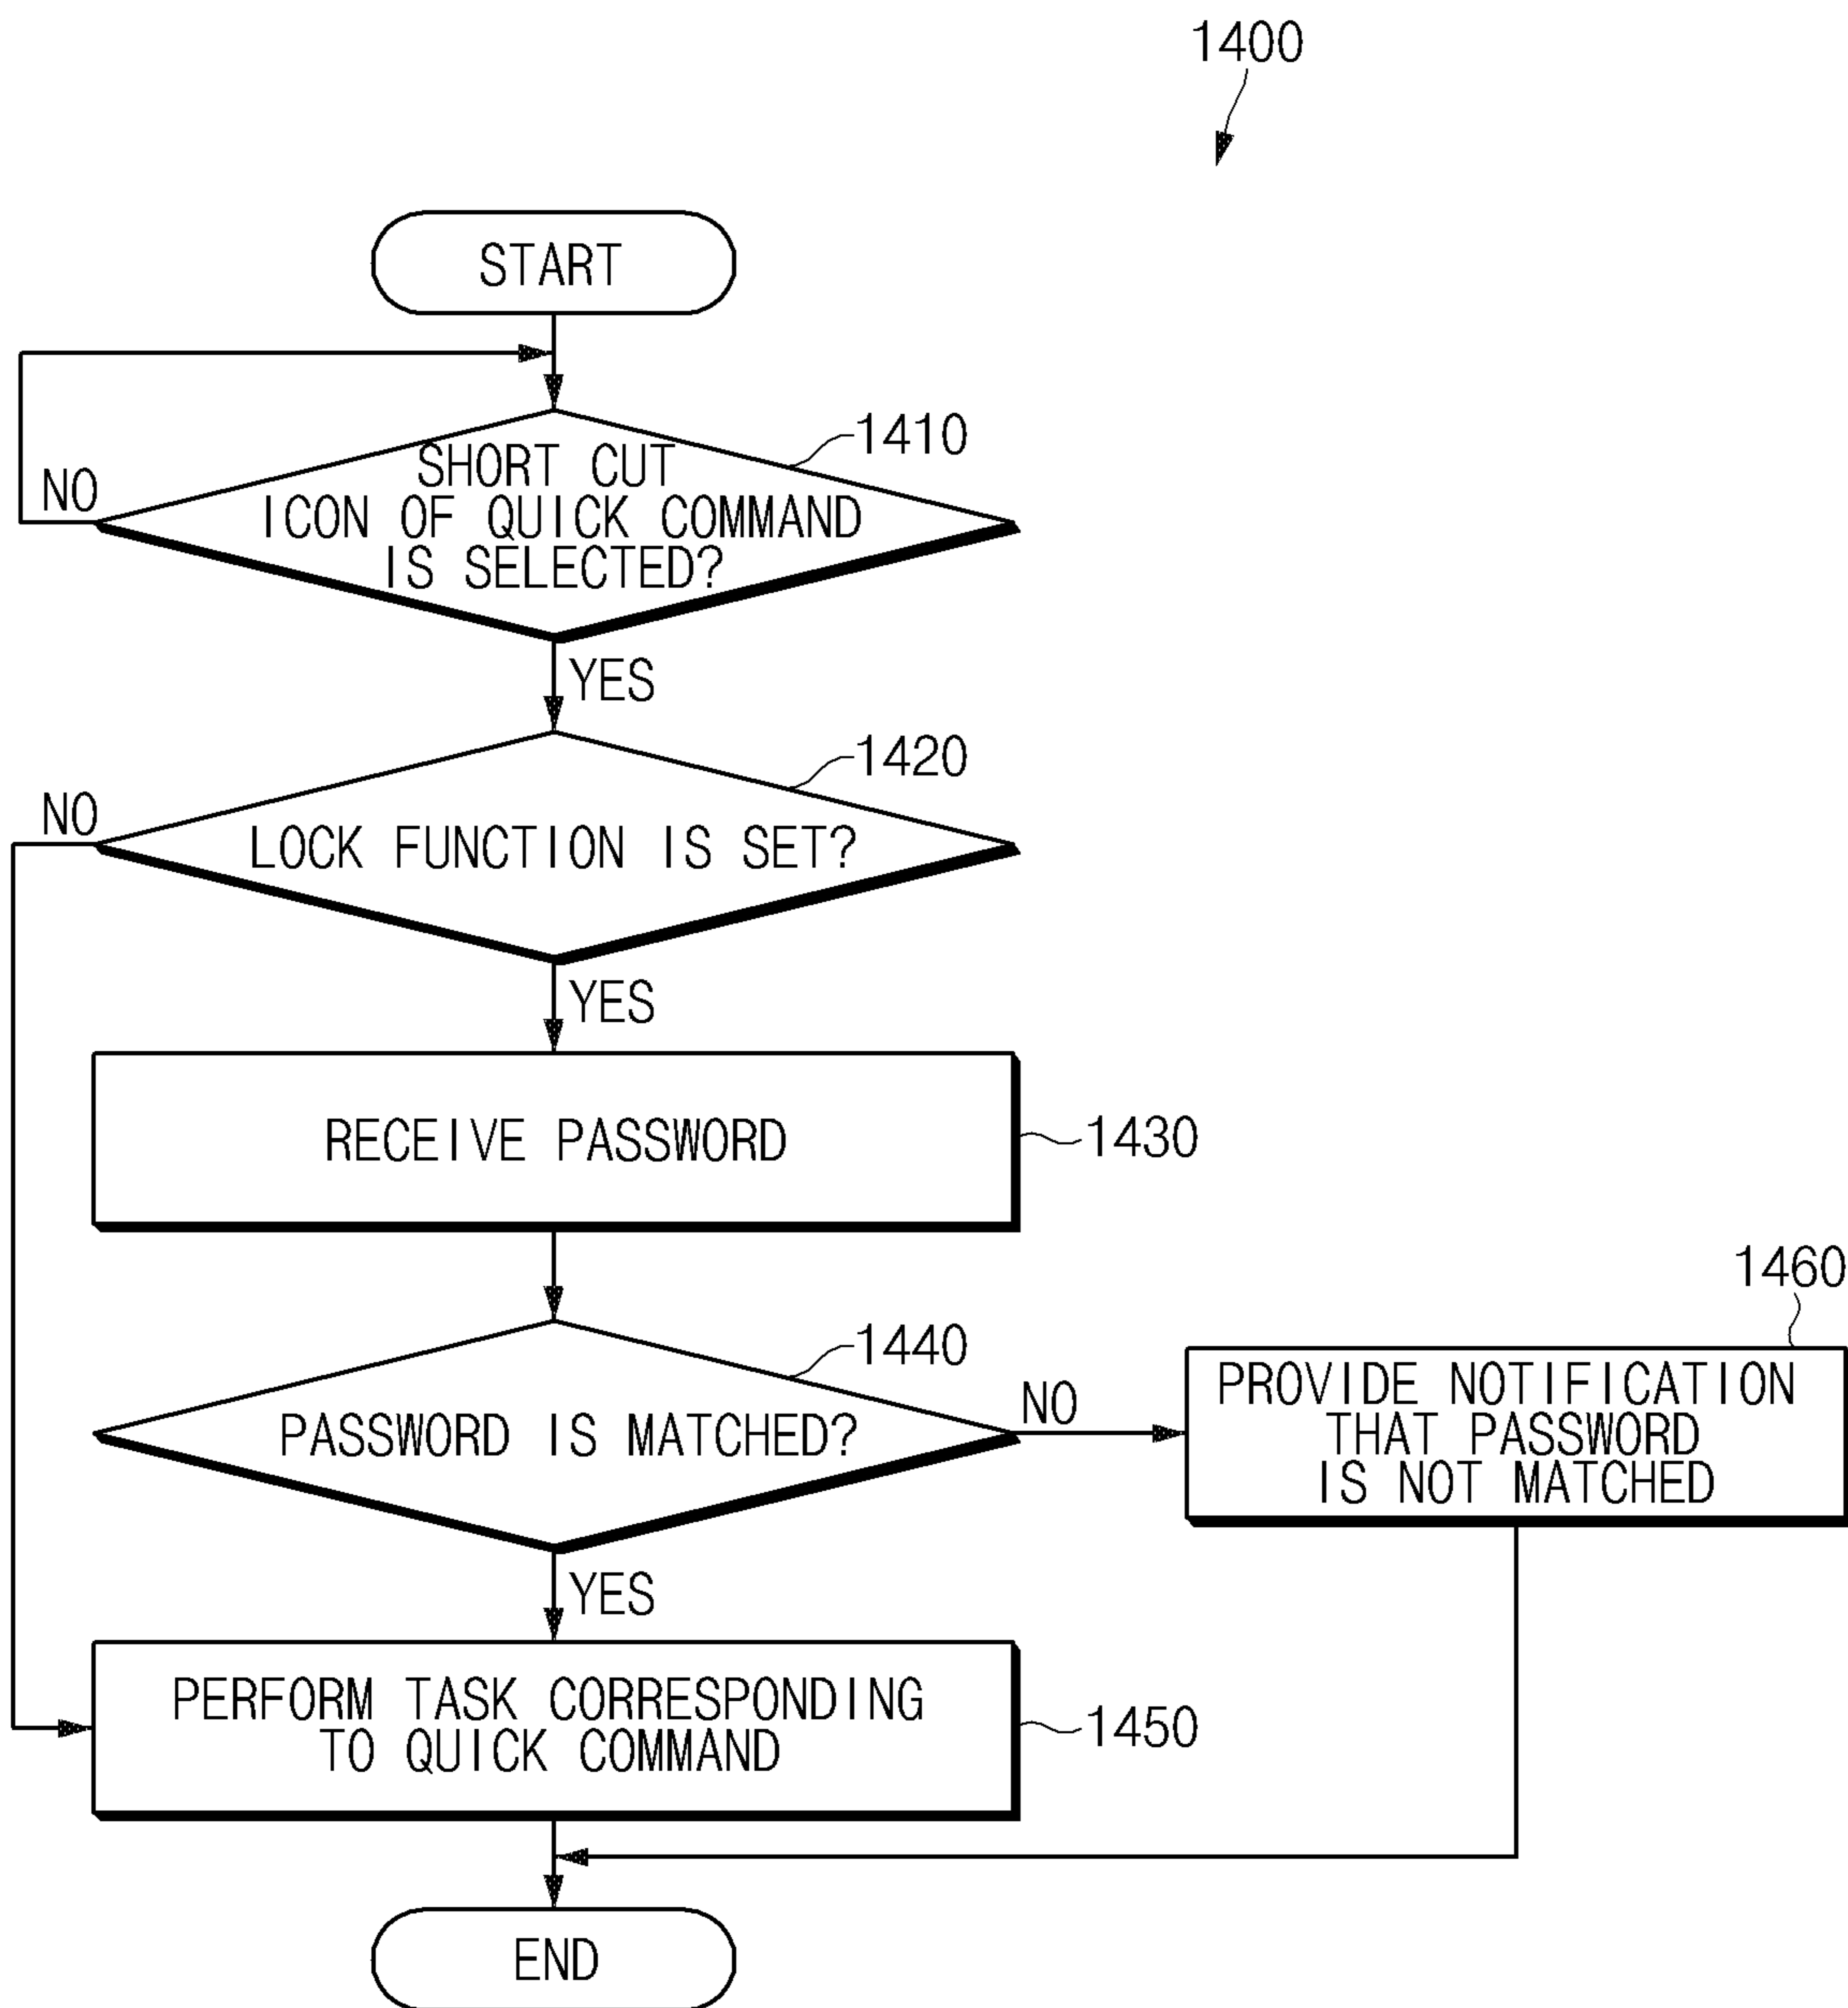 1400
START
1410
SHORT CUT
ICON OF QUICK COMMAND
IS SELECTED?
NO
YES
1420
NO
LOCK FUNCTION IS SET?
YES
RECEIVE PASSWORD
1430
1440
PASSWORD IS MATCHED?
NO
1460
PROVIDE NOTIFICATION
THAT PASSWORD
IS NOT MATCHED
YES
PERFORM TASK CORRESPONDING
TO QUICK COMMAND
1450
END